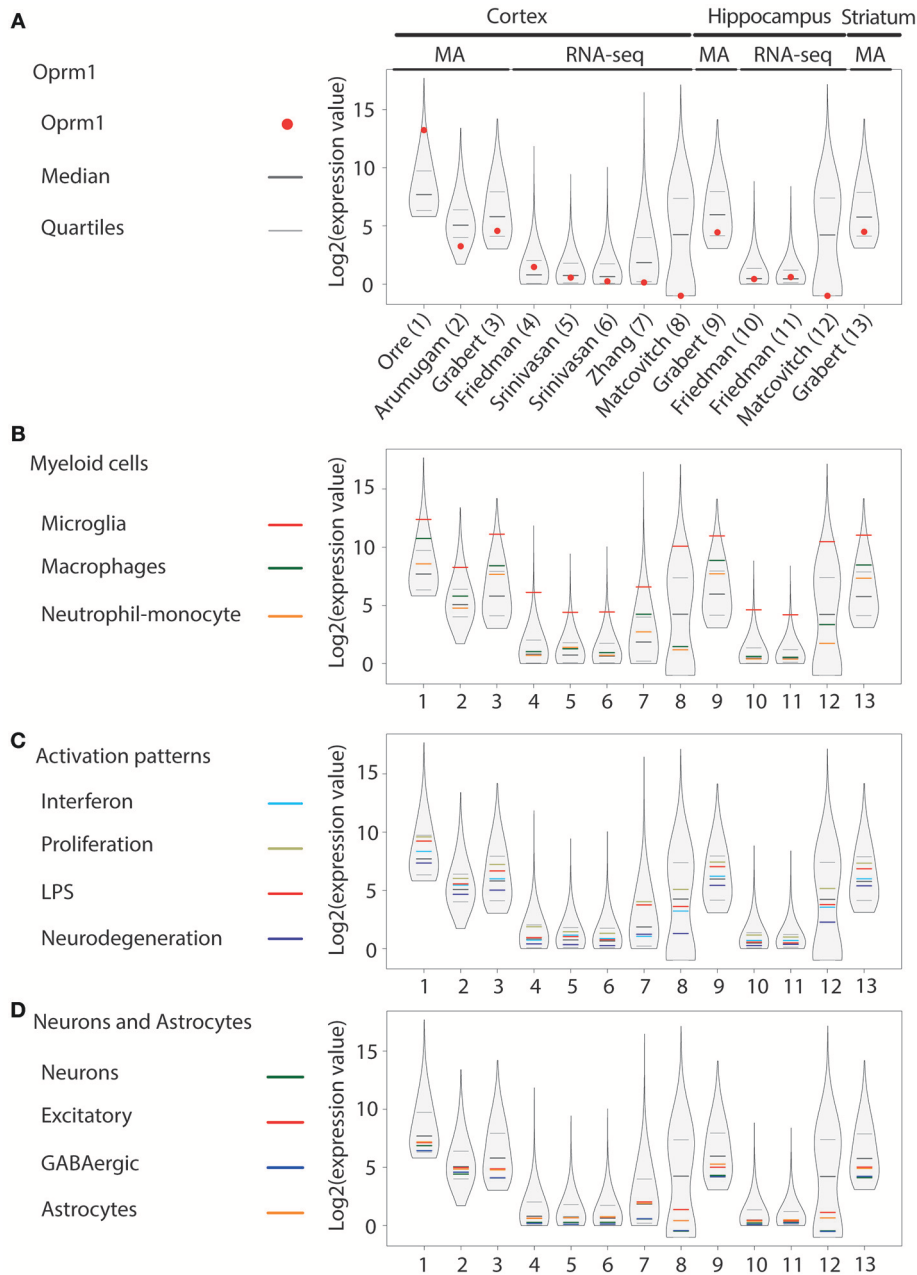 A
Cortex Hippocampus Striatum
MA RNA-seq MA RNA-seq MA
Oprm1
Oprm1
Median
Quartiles
Log2(expression value)
15
10
5
0
Orre (1)
Arumugam (2)
Grabert (3)
Friedman (4)
Srinivasan (5)
Srinivasan (6)
Zhang (7)
Matcovitch (8)
Grabert (9)
Friedman (10)
Friedman (11)
Matcovitch (12)
Grabert (13)
B
Myeloid cells
Microglia
Macrophages
Neutrophil-monocyte
Log2(expression value)
15
10
5
0
1 2 3 4 5 6 7 8 9 10 11 12 13
C
Activation patterns
Interferon
Proliferation
LPS
Neurodegeneration
Log2(expression value)
15
10
5
0
1 2 3 4 5 6 7 8 9 10 11 12 13
D
Neurons and Astrocytes
Neurons
Excitatory
GABAergic
Astrocytes
Log2(expression value)
15
10
5
0
1 2 3 4 5 6 7 8 9 10 11 12 13